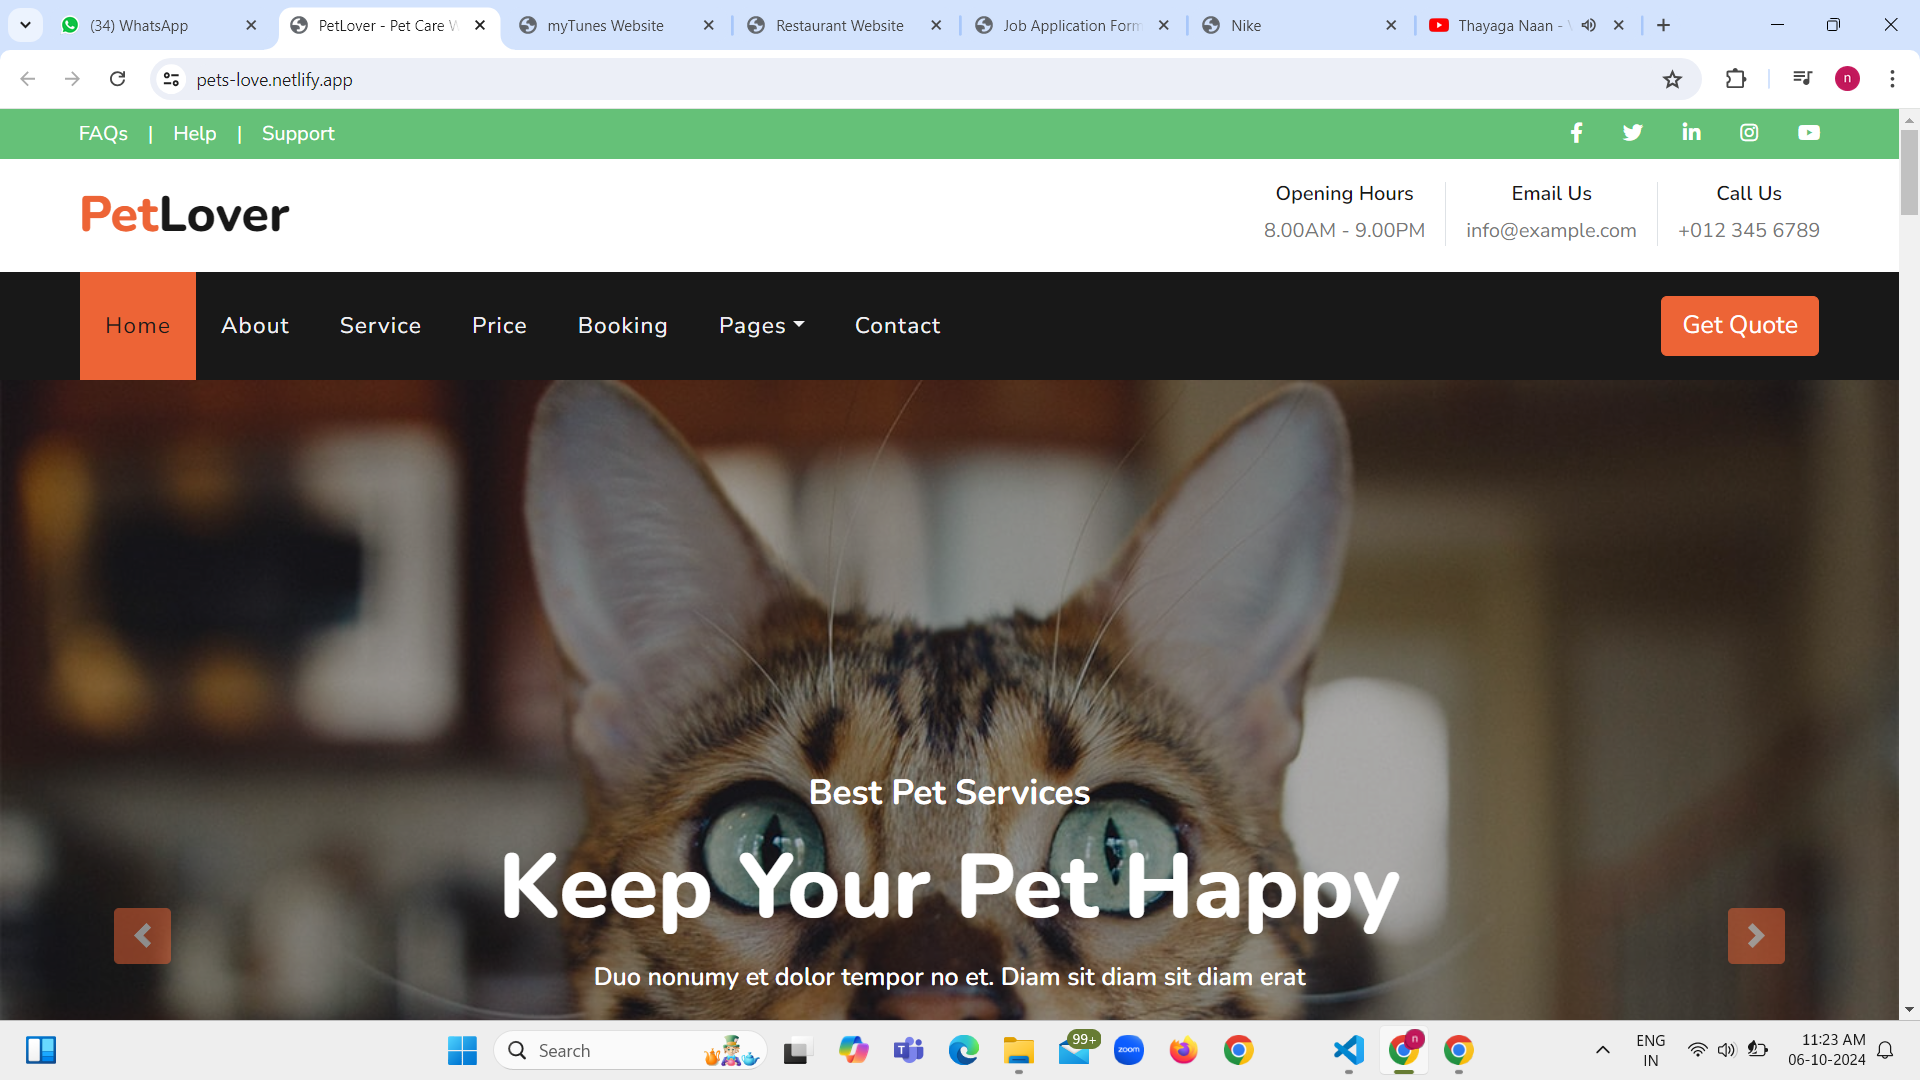 (34) WhatsApp
PetLover - Pet Care W
myTunes Website
Restaurant Website
Job Application Form
Nike
Thayaga Naan - V
pets-love.netlify.app
n
FAQs | Help | Support
PetLover
Opening Hours
8.00AM - 9.00PM
Email Us
info@example.com
Call Us
+012 345 6789
Home About Service Price Booking Pages Contact
Get Quote
Best Pet Services
Keep Your Pet Happy
Duo nonumy et dolor tempor no et. Diam sit diam sit diam erat
Search
99+
zoom
n
ENG
IN
11:23 AM
06-10-2024